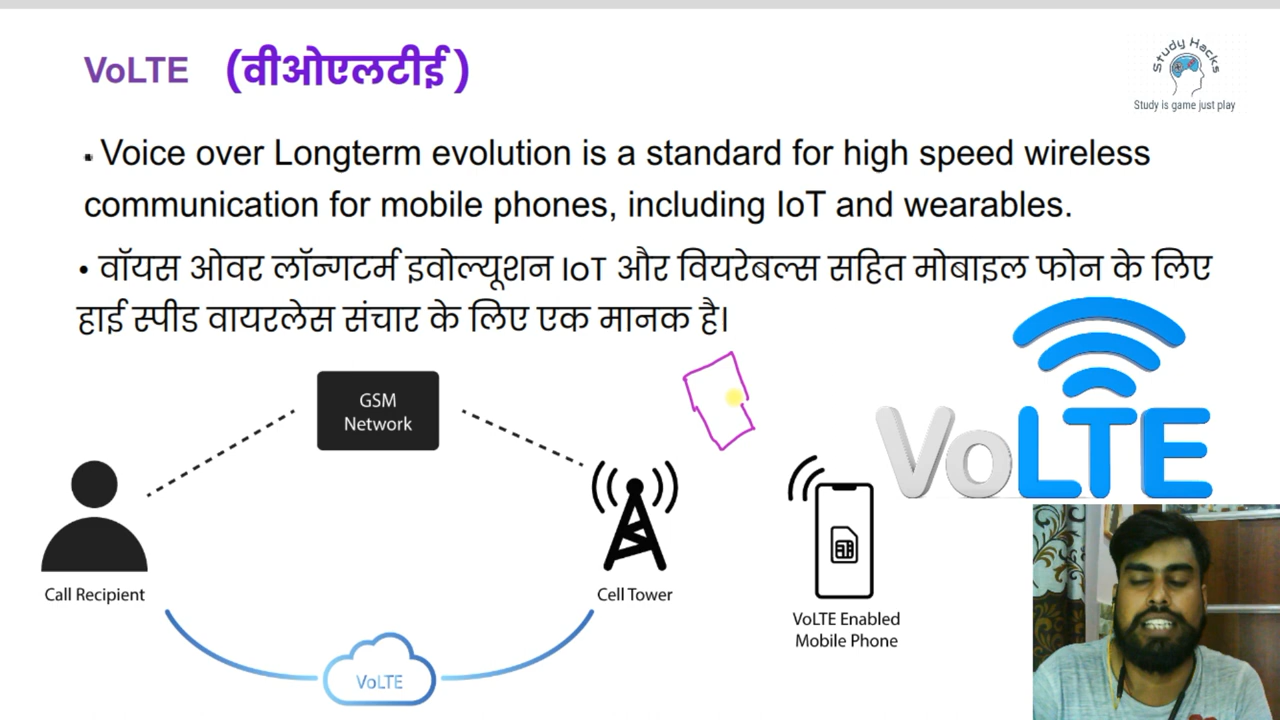 VoLTE (वीओएलटीई )
Study Hacks
Study is game just play
▪ Voice over Longterm evolution is a standard for high speed wireless
communication for mobile phones, including IoT and wearables.
• वॉयस ओवर लॉन्गटर्म इवोल्यूशन IoT और वियरेबल्स सहित मोबाइल फोन के लिए
हाई स्पीड वायरलेस संचार के लिए एक मानक है।
GSM
Network
VoLTE
Call Recipient
Cell Tower
VoLTE Enabled
Mobile Phone
VoLTE